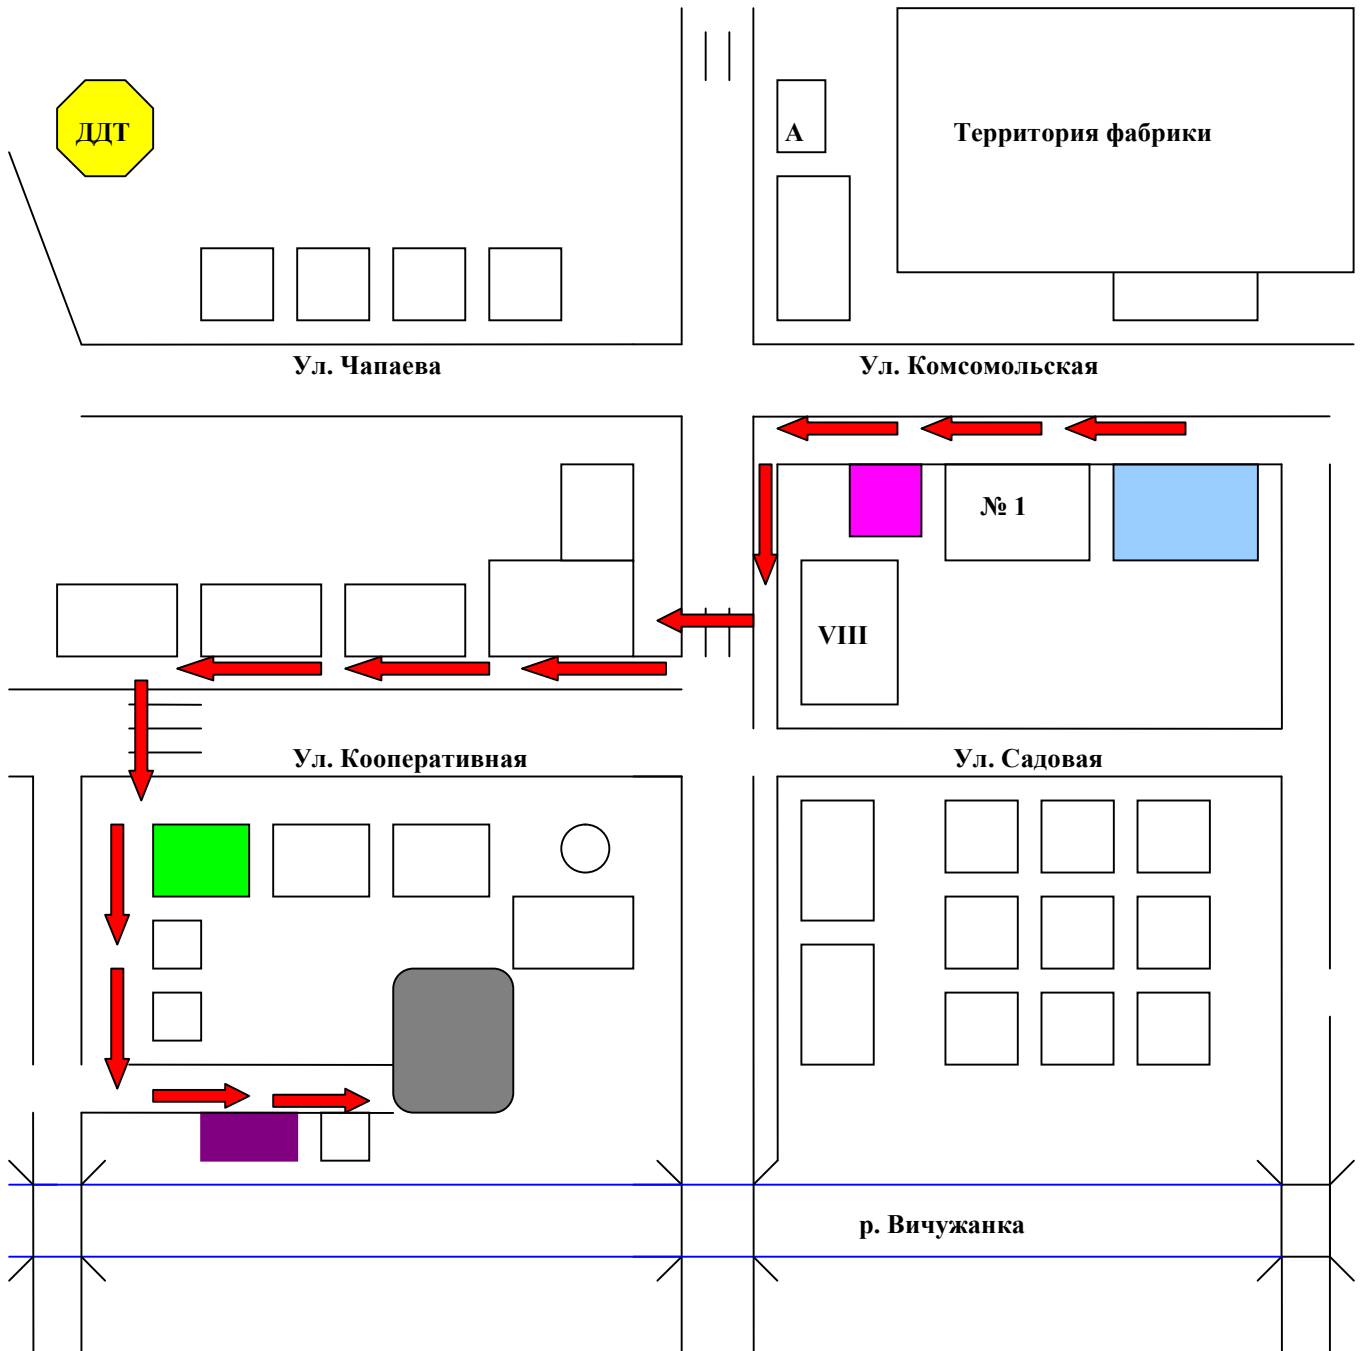 ДДТ
А
Территория фабрики
Ул. Чапаева
Ул. Комсомольская
№ 1
VIII
Ул. Кооперативная
Ул. Садовая
р. Вичужанка